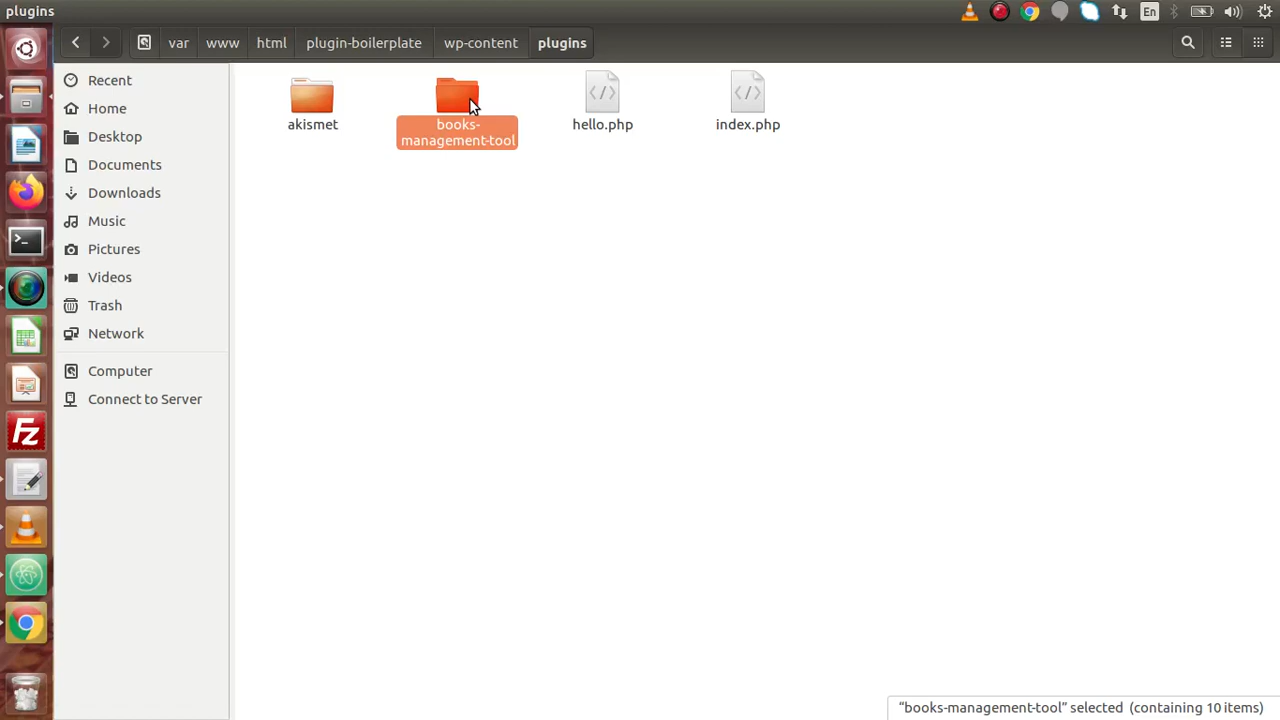 plugins
En
var
www
html
plugin-boilerplate
wp-content
plugins
Recent
Home
Desktop
Documents
Downloads
Music
Pictures
Videos
Trash
Network
Computer
Connect to Server
akismet
books-
management-tool
hello.php
index.php
Fz
“books-management-tool” selected (containing 10 items)